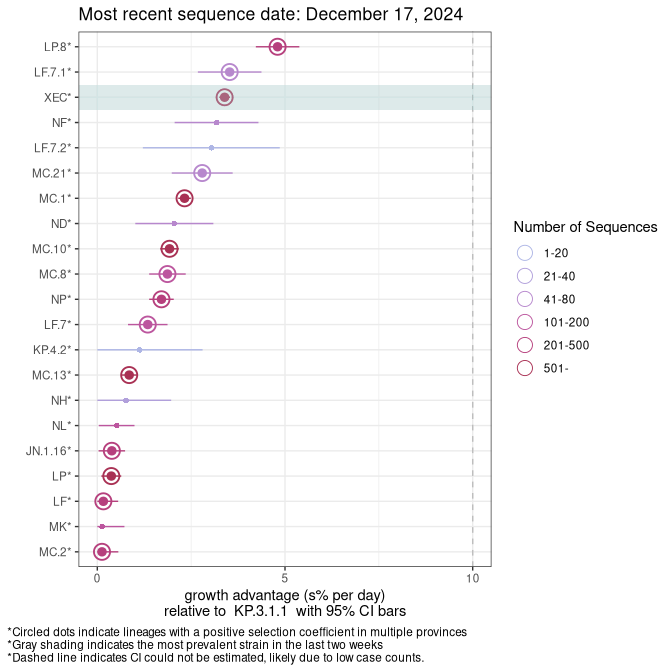 Most recent sequence date: December 17, 2024
LP.8*
LF.7.1*
XEC*
NF*
LF.7.2*
MC.21*
MC.1*
ND*
MC.10*
MC.8*
NP*
LF.7*
KP.4.2*
MC.13*
NH*
NL*
JN.1.16*
LP*
LF*
MK*
MC.2*
0 5 10
growth advantage (s% per day)
relative to KP.3.1.1 with 95% CI bars
Number of Sequences
1-20
21-40
41-80
101-200
201-500
501-
*Circled dots indicate lineages with a positive selection coefficient in multiple provinces
*Gray shading indicates the most prevalent strain in the last two weeks
*Dashed line indicates CI could not be estimated, likely due to low case counts.